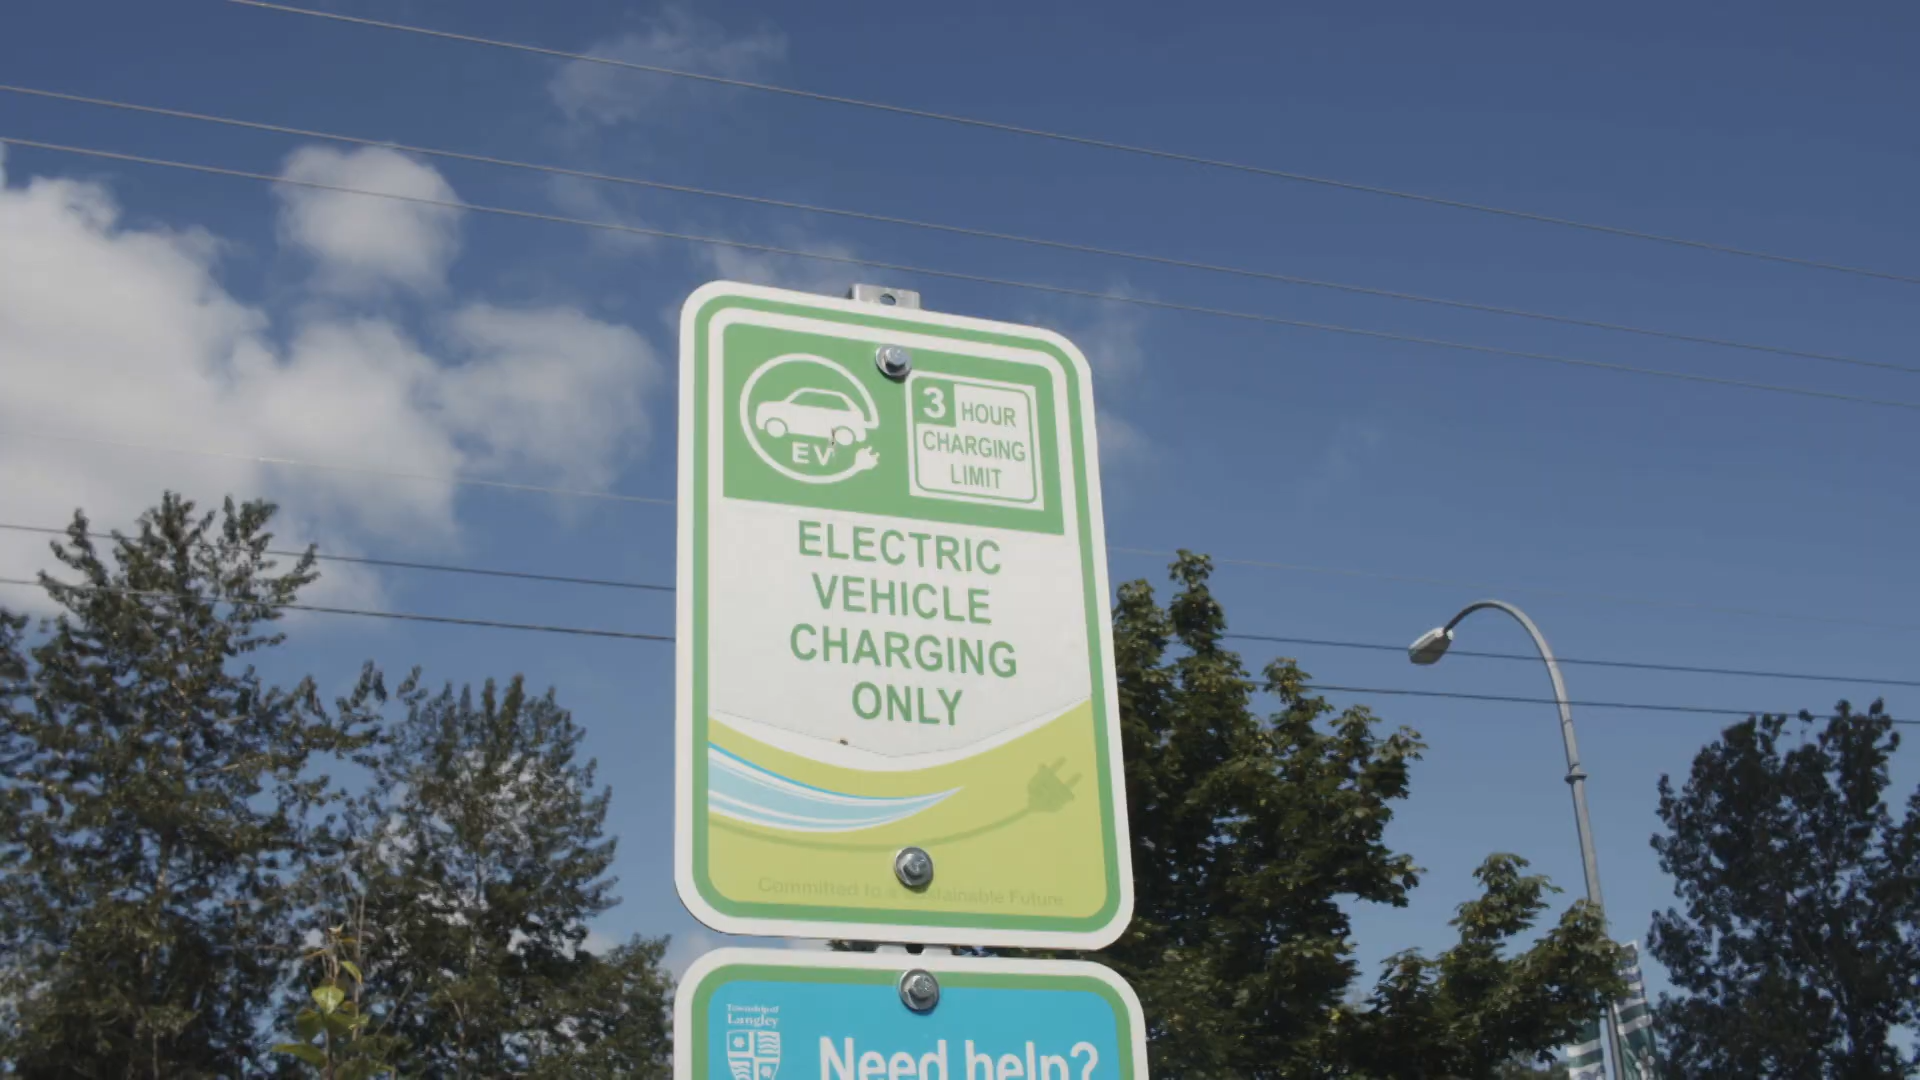 EV
3 HOUR
CHARGING
LIMIT
ELECTRIC
VEHICLE
CHARGING
ONLY
Committed to a Sustainable Future
Township of
Langley
Need help?